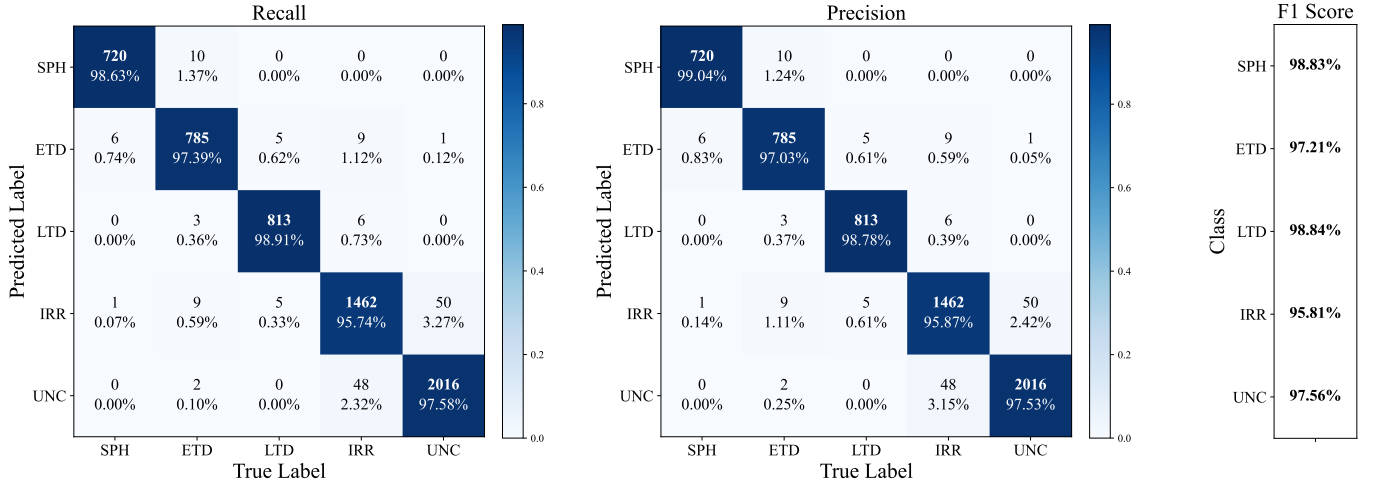 Recall
Precision
F1 Score
Predicted Label
SPH
720 10 0 0 0
98.63% 1.37% 0.00% 0.00% 0.00%
ETD
6 785 5 9 1
0.74% 97.39% 0.62% 1.12% 0.12%
LTD
0 3 813 6 0
0.00% 0.36% 98.91% 0.73% 0.00%
IRR
1 9 5 1462 50
0.07% 0.59% 0.33% 95.74% 3.27%
UNC
0 2 0 48 2016
0.00% 0.10% 0.00% 2.32% 97.58%
SPH ETD LTD IRR UNC
True Label
0.8
0.6
0.4
0.2
0.0
Predicted Label
SPH
720 10 0 0 0
99.04% 1.24% 0.00% 0.00% 0.00%
ETD
6 785 5 9 1
0.83% 97.03% 0.61% 0.59% 0.05%
LTD
0 3 813 6 0
0.00% 0.37% 98.78% 0.39% 0.00%
IRR
1 9 5 1462 50
0.14% 1.11% 0.61% 95.87% 2.42%
UNC
0 2 0 48 2016
0.00% 0.25% 0.00% 3.15% 97.53%
SPH ETD LTD IRR UNC
True Label
0.8
0.6
0.4
0.2
0.0
Class
SPH 98.83%
ETD 97.21%
LTD 98.84%
IRR 95.81%
UNC 97.56%